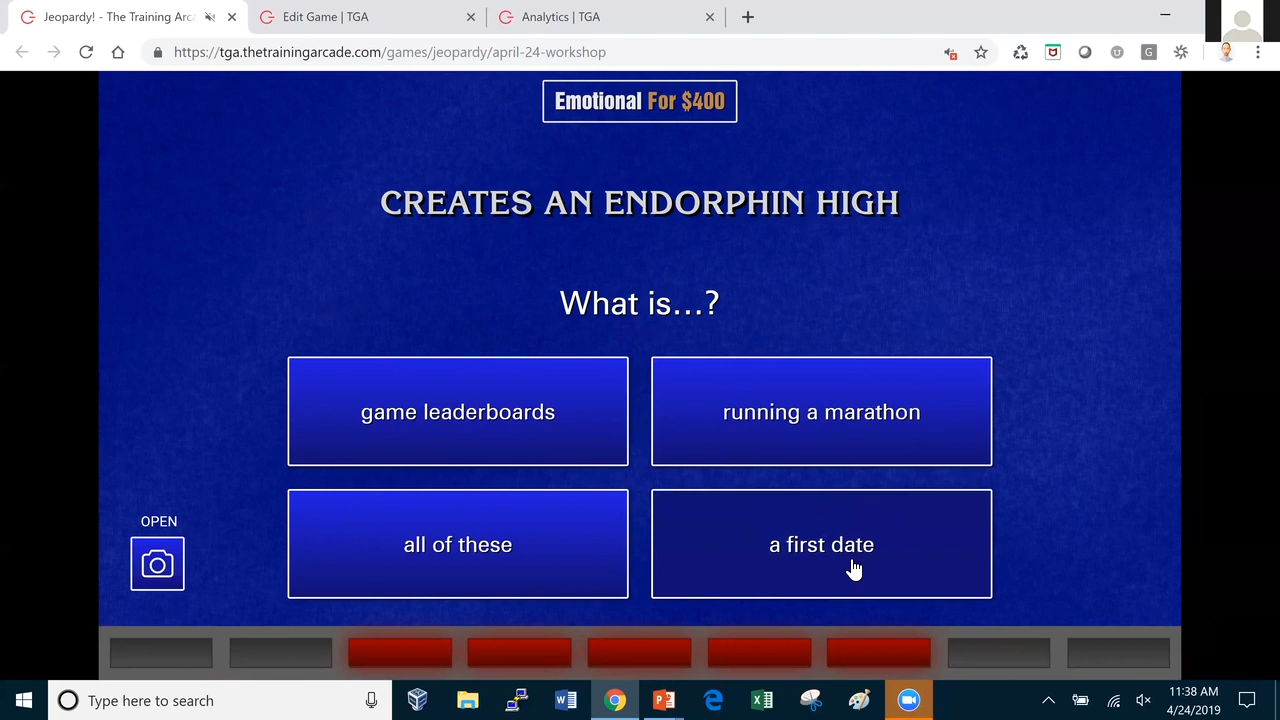 Jeopardy! - The Training Arca
Edit Game | TGA
Analytics | TGA
https://tga.thetrainingarcade.com/games/jeopardy/april-24-workshop
Emotional For $400
CREATES AN ENDORPHIN HIGH
What is...?
game leaderboards
running a marathon
all of these
a first date
OPEN
Type here to search
11:38 AM
4/24/2019